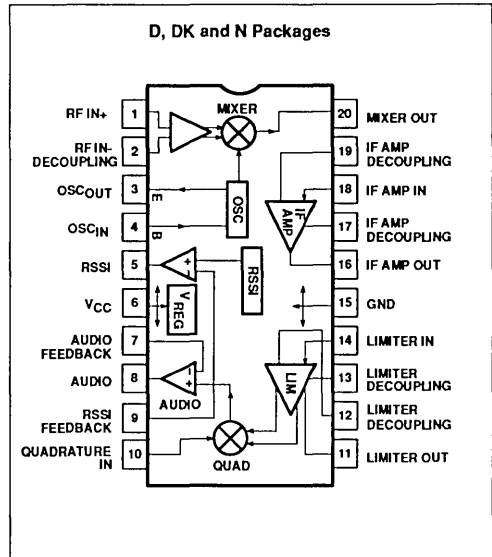 D, DK and N Packages
RF IN+ 1
RF IN-
DECOUPLING 2
OSCOUT 3
OSCIN 4
RSSI 5
VCC 6
AUDIO
FEEDBACK 7
AUDIO 8
RSSI
FEEDBACK 9
QUADRATURE
IN 10
MIXER
E
B
OSC
+
-
RSSI
V REG
IF
AMP
-
+
AUDIO
LIM
QUAD
20 MIXER OUT
19 IF AMP
DECOUPLING
18 IF AMP IN
17 IF AMP
DECOUPLING
16 IF AMP OUT
15 GND
14 LIMITER IN
13 LIMITER
DECOUPLING
12 LIMITER
DECOUPLING
11 LIMITER OUT